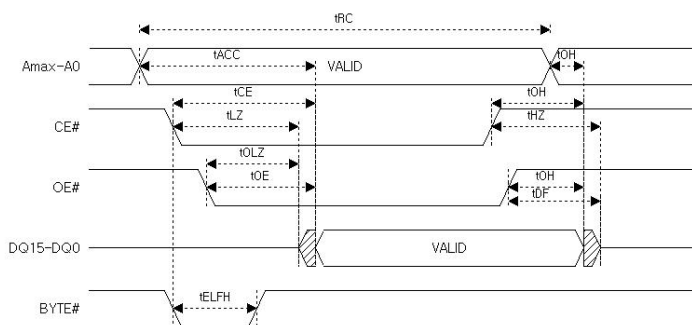 tRC
tACC
tOH
Amax-A0
VALID
tCE
tOH
tLZ
tHZ
CE#
tOLZ
tOE
tOH
tDF
OE#
DQ15-DQ0
VALID
tELFH
BYTE#